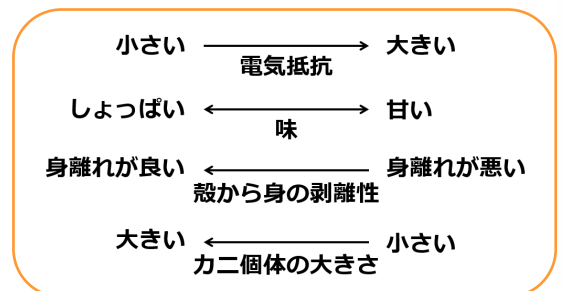 小さい 大きい
電気抵抗
しょっぱい 甘い
味
身離れが良い 身離れが悪い
殻から身の剥離性
大きい 小さい
カニ個体の大きさ